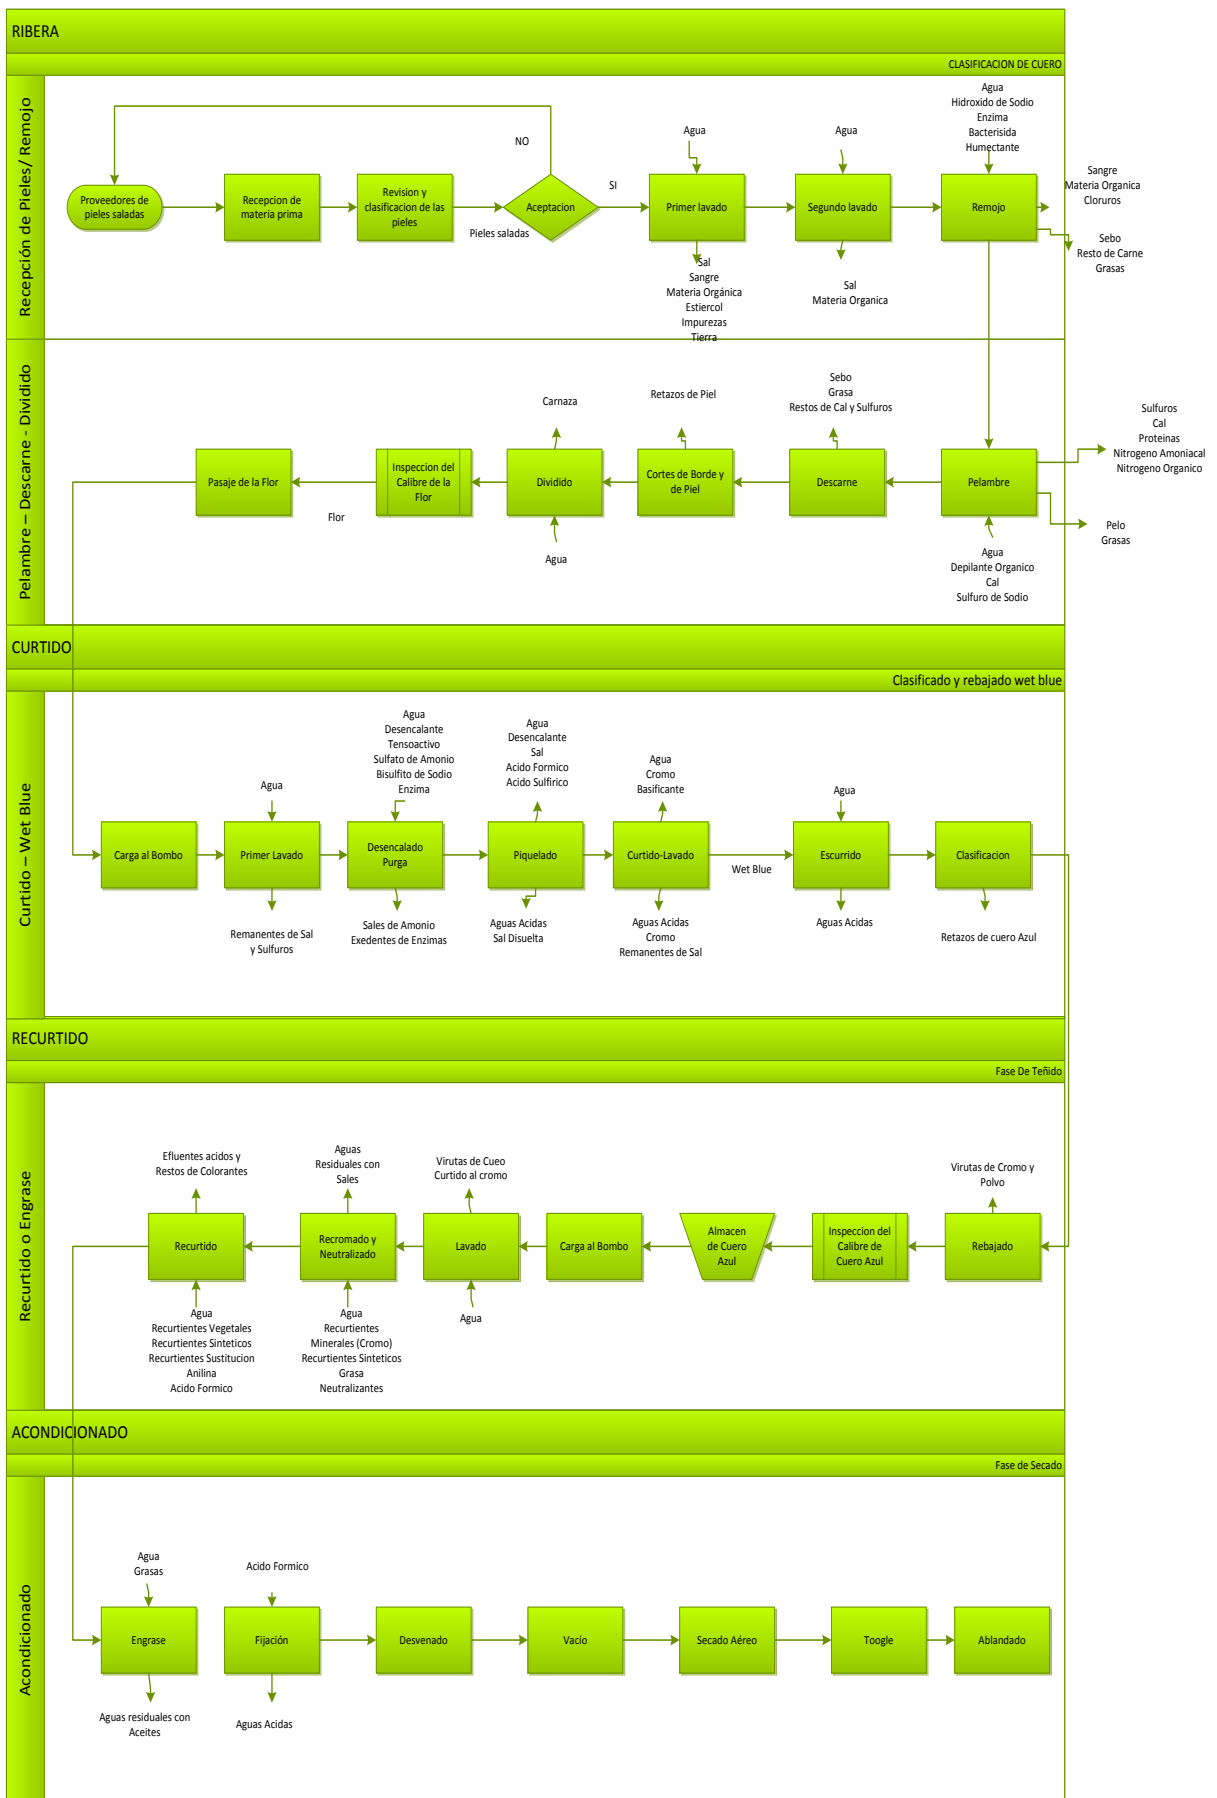 RIBERA
CLASIFICACION DE CUERO
Recepción de Pieles/ Remojo
Proveedores de
pieles saladas
Recepcion de
materia prima
Revision y
clasificacion de las
pieles
Pieles saladas
Aceptacion
NO
SI
Agua
Primer lavado
Sal
Sangre
Materia Orgánica
Estiercol
Impurezas
Tierra
Agua
Segundo lavado
Sal
Materia Organica
Agua
Hidroxido de Sodio
Enzima
Bactersida
Humectante
Remojo
Sangre
Materia Organica
Cloruros
Sebo
Resto de Carne
Grasas
Pelambre – Descarne - Dividido
Pasaje de la Flor
Flor
Inspeccion del
Calibre de la
Flor
Carnaza
Dividido
Agua
Retazos de Piel
Cortes de Borde y
de Piel
Sebo
Grasa
Restos de Cal y Sulfuros
Descarne
Pelambre
Agua
Depilante Organico
Cal
Sulfuro de Sodio
Sulfuros
Cal
Proteinas
Nitrogeno Amoniacal
Nitrogeno Organico
Pelo
Grasas
CURTIDO
Clasificado y rebajado wet blue
Curtido – Wet Blue
Carga al Bombo
Agua
Primer Lavado
Remanentes de Sal
y Sulfuros
Agua
Desencalante
Tensoactivo
Sulfato de Amonio
Bisulfito de Sodio
Enzima
Desencalado
Purga
Sales de Amonio
Exedentes de Enzimas
Agua
Desencalante
Sal
Acido Formico
Acido Sulfirico
Piquelado
Aguas Acidas
Sal Disuelta
Agua
Cromo
Basificante
Curtido-Lavado
Aguas Acidas
Cromo
Remanentes de Sal
Wet Blue
Agua
Escurrido
Aguas Acidas
Clasificacion
Retazos de cuero Azul
RECURTIDO
Fase De Teñido
Recurtido o Engrase
Efluentes acidos y
Restos de Colorantes
Recurtido
Agua
Recurtientes Vegetales
Recurtientes Sinteticos
Recurtientes Sustitucion
Anilina
Acido Formico
Aguas
Residuales con
Sales
Recromado y
Neutralizado
Agua
Recurtientes
Minerales (Cromo)
Recurtientes Sinteticos
Grasa
Neutralizantes
Virutas de Cueo
Curtido al cromo
Lavado
Agua
Carga al Bombo
Almacen
de Cuero
Azul
Inspeccion del
Calibre de
Cuero Azul
Virutas de Cromo y
Polvo
Rebajado
ACONDICIONADO
Fase de Secado
Acondicionado
Agua
Grasas
Engrase
Aguas residuales con
Aceites
Acido Formico
Fijación
Aguas Acidas
Desvenado
Vacío
Secado Aéreo
Toogle
Ablandado